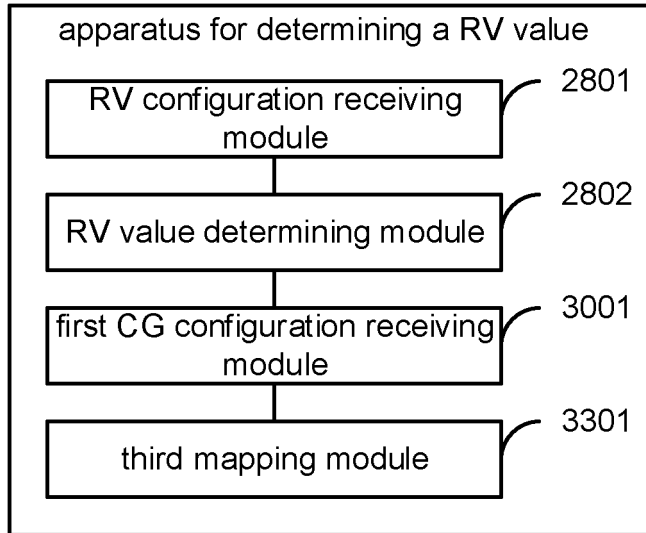 apparatus for determining a RV value
RV configuration receiving
module
2801
RV value determining module
2802
first CG configuration receiving
module
3001
third mapping module
3301